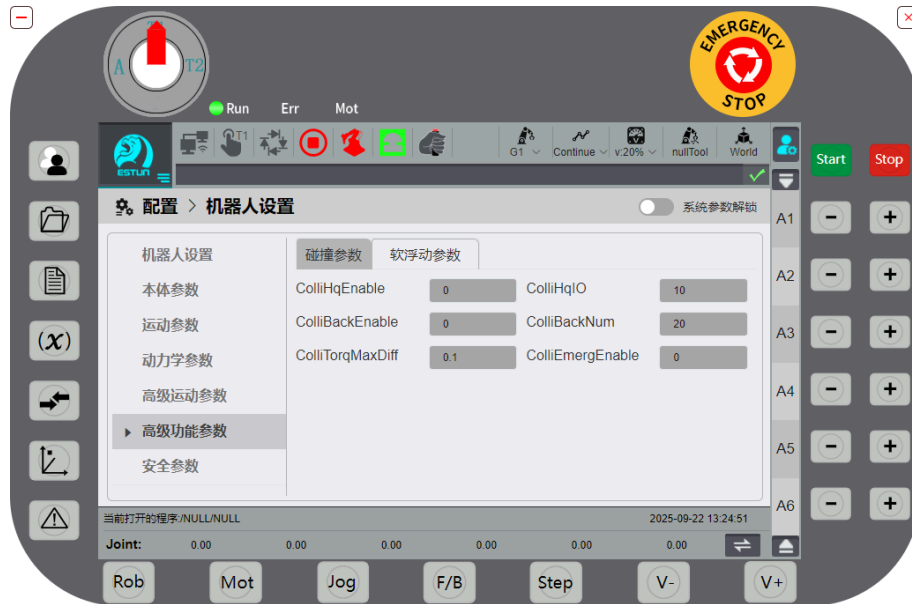 EMERGENCY
STOP
A
T2
Run Err Mot
T1
ESTUN
G1 Continue v:20% nullTool World
Start Stop
配置 > 机器人设置
系统参数解锁
机器人设置
本体参数
运动参数
动力学参数
高级运动参数
高级功能参数
安全参数
碰撞参数 软浮动参数
ColliHqEnable 0 ColliHqIO 10
ColliBackEnable 0 ColliBackNum 20
ColliTorqMaxDiff 0.1 ColliEmergEnable 0
A1
A2
A3
A4
A5
A6
(x)
当前打开的程序:/NULL/NULL 2025-09-22 13:24:51
Joint: 0.00 0.00 0.00 0.00 0.00 0.00
Rob Mot Jog F/B Step V- V+